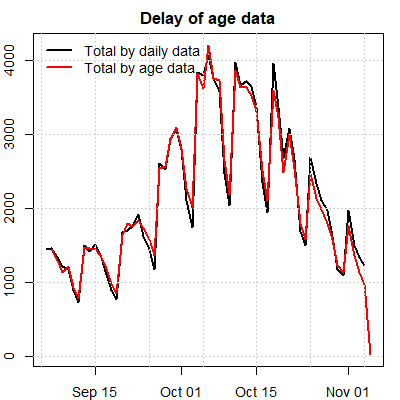 Delay of age data
Total by daily data
Total by age data
4000
3000
2000
1000
0
Sep 15 Oct 01 Oct 15 Nov 01